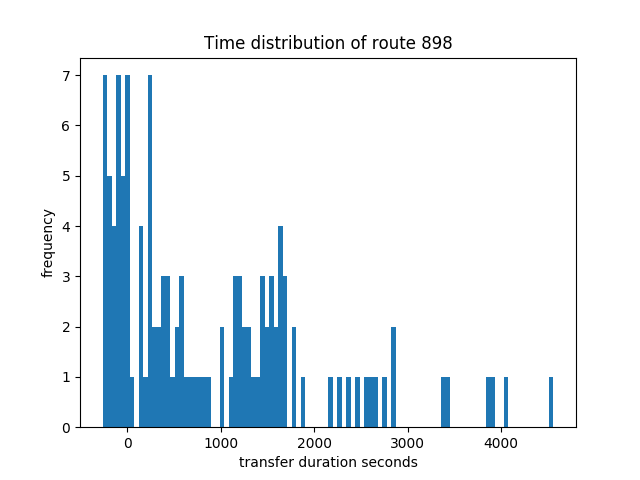 Time distribution of route 898
7
6
5
4
3
2
1
0
frequency
0 1000 2000 3000 4000
transfer duration seconds